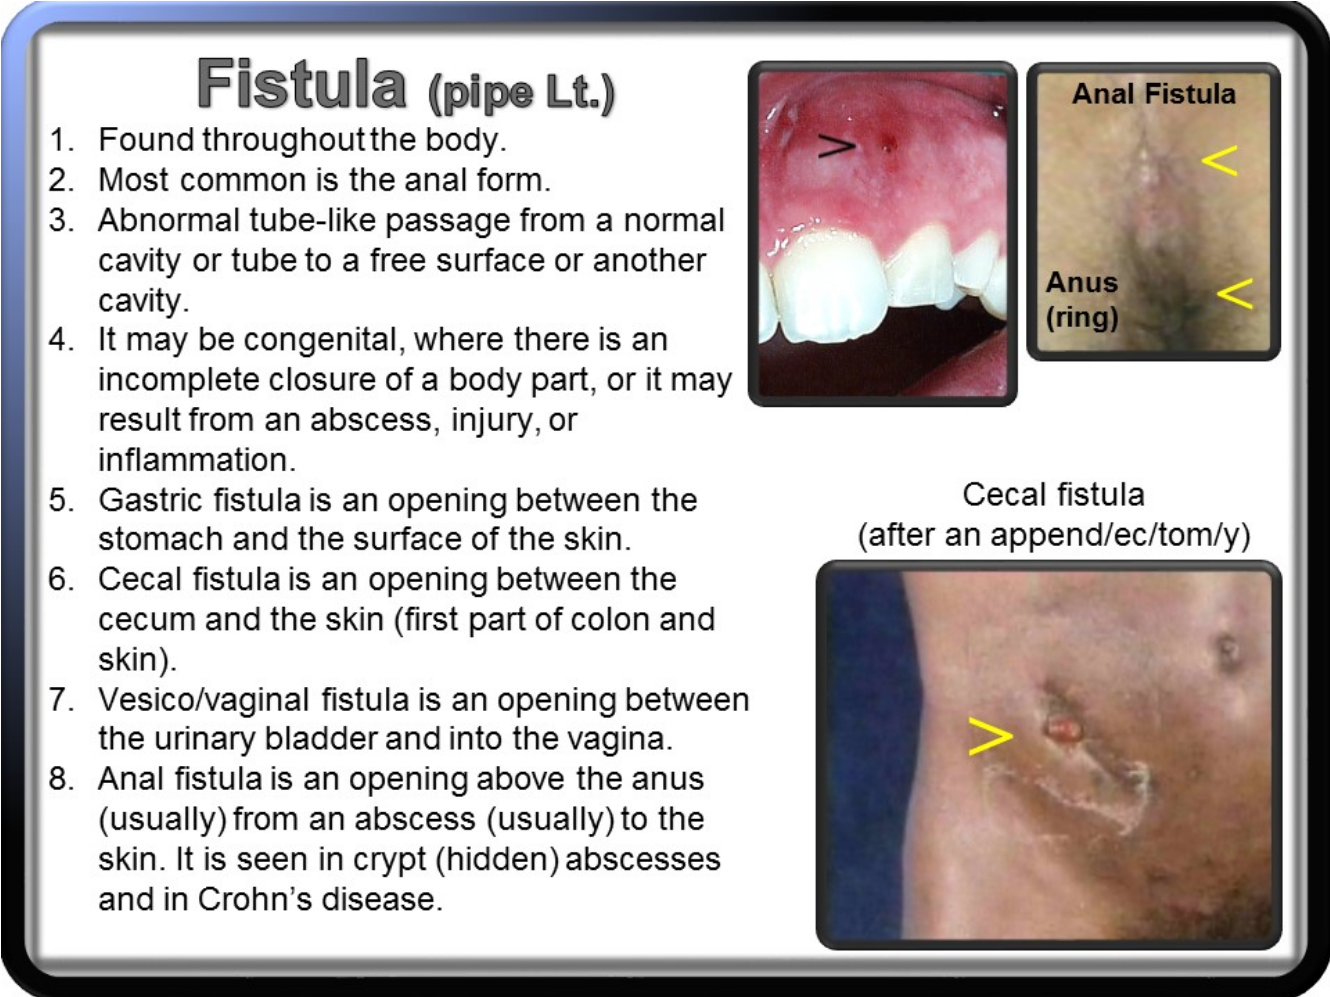 Fistula (pipe Lt.)
1. Found throughout the body.
2. Most common is the anal form.
3. Abnormal tube-like passage from a normal
cavity or tube to a free surface or another
cavity.
4. It may be congenital, where there is an
incomplete closure of a body part, or it may
result from an abscess, injury, or
inflammation.
5. Gastric fistula is an opening between the
stomach and the surface of the skin.
6. Cecal fistula is an opening between the
cecum and the skin (first part of colon and
skin).
7. Vesico/vaginal fistula is an opening between
the urinary bladder and into the vagina.
8. Anal fistula is an opening above the anus
(usually) from an abscess (usually) to the
skin. It is seen in crypt (hidden) abscesses
and in Crohn’s disease.
>
Anal Fistula
<
Anus
(ring)
<
Cecal fistula
(after an append/ec/tom/y)
>